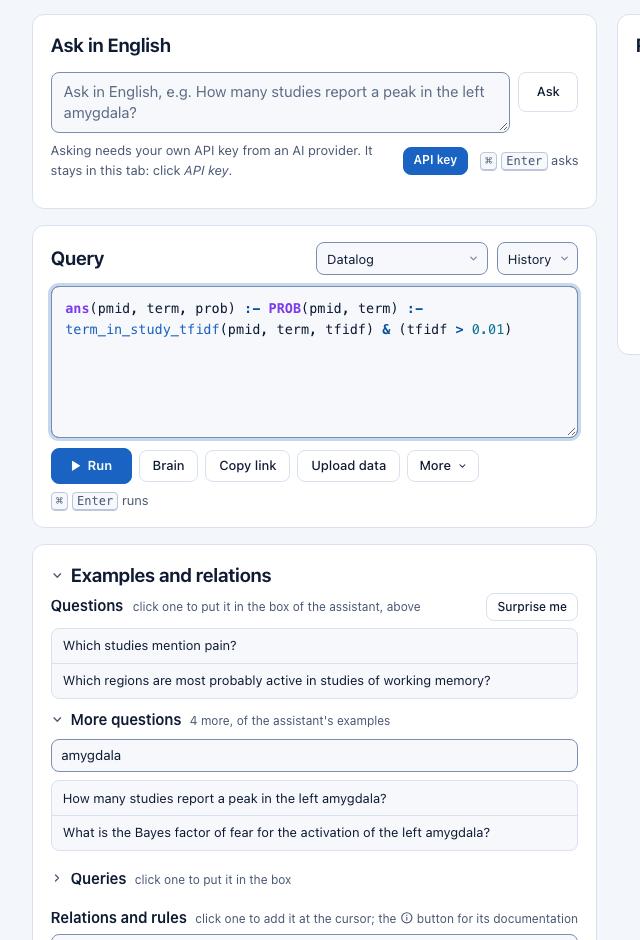 Ask in English
Ask in English, e.g. How many studies report a peak in the left
amygdala?
Ask
Asking needs your own API key from an AI provider. It
stays in this tab: click API key.
API key
⌘ Enter asks
Query
Datalog
History
ans(pmid, term, prob) :- PROB(pmid, term) :-
term_in_study_tfidf(pmid, term, tfidf) & (tfidf > 0.01)
Run
Brain
Copy link
Upload data
More
⌘ Enter runs
Examples and relations
Questions click one to put it in the box of the assistant, above
Surprise me
Which studies mention pain?
Which regions are most probably active in studies of working memory?
More questions 4 more, of the assistant's examples
amygdala
How many studies report a peak in the left amygdala?
What is the Bayes factor of fear for the activation of the left amygdala?
Queries click one to put it in the box
Relations and rules click one to add it at the cursor; the ⓘ button for its documentation